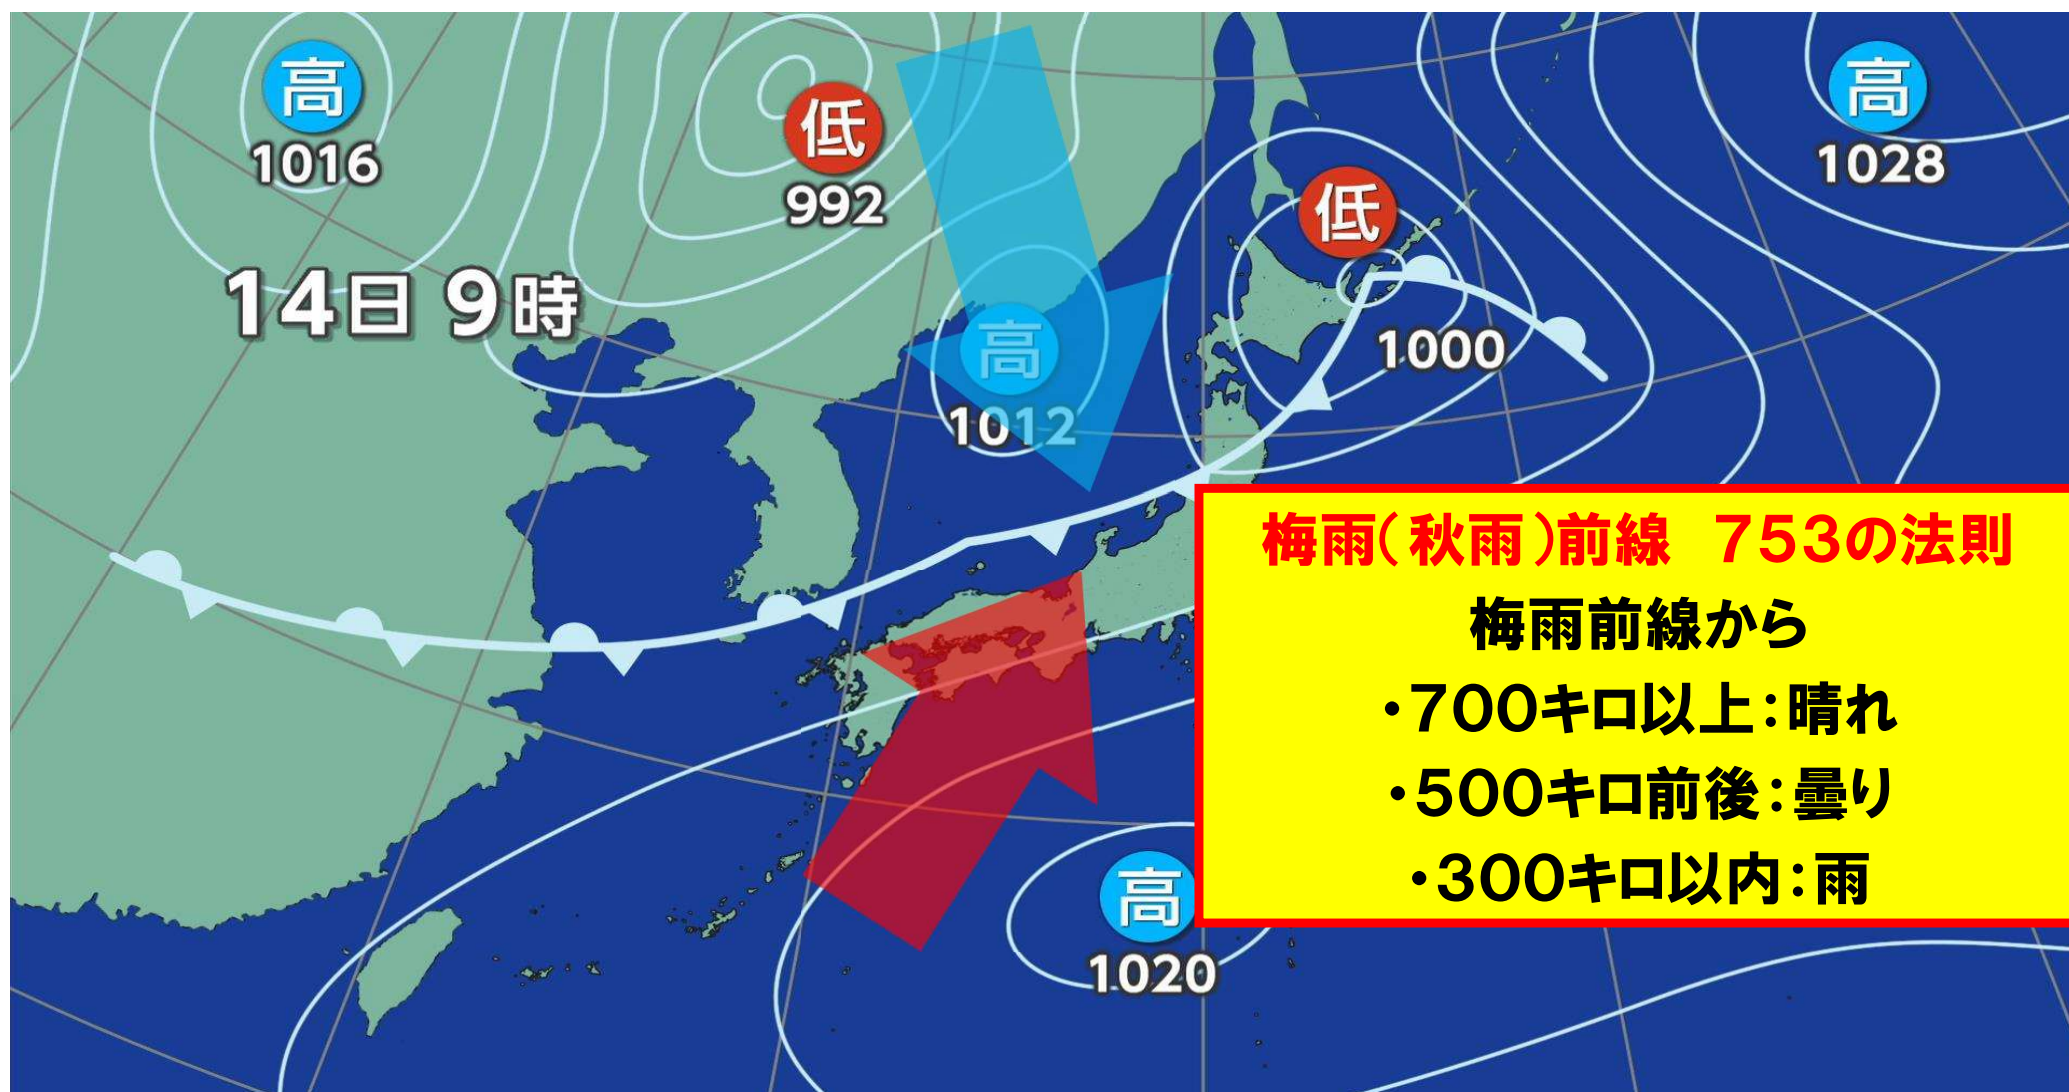 高
1016
低
992
高
1028
低
1000
14日 9時
高
1012
梅雨(秋雨)前線　753の法則
梅雨前線から
・700キロ以上:晴れ
・500キロ前後:曇り
・300キロ以内:雨
高
1020